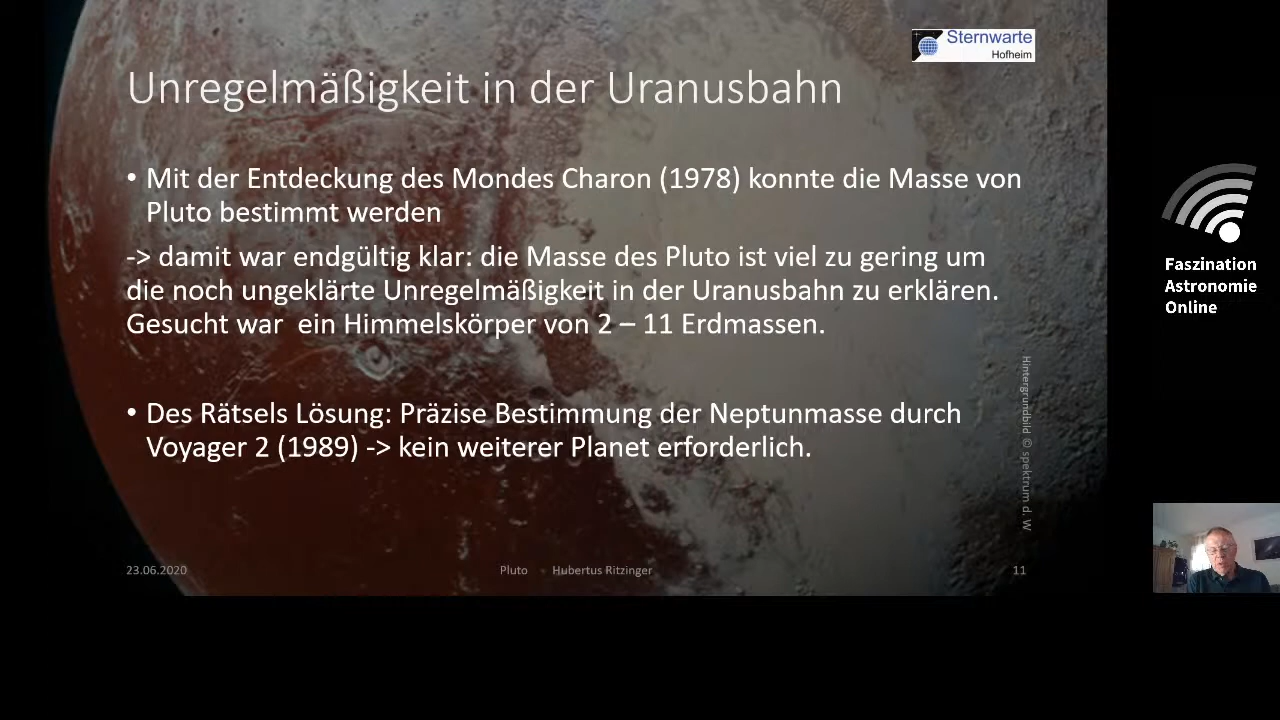 Sternwarte
Hofheim
Unregelmäßigkeit in der Uranusbahn
• Mit der Entdeckung des Mondes Charon (1978) konnte die Masse von
Pluto bestimmt werden
-> damit war endgültig klar: die Masse des Pluto ist viel zu gering um
die noch ungeklärte Unregelmäßigkeit in der Uranusbahn zu erklären.
Gesucht war ein Himmelskörper von 2 – 11 Erdmassen.
• Des Rätsels Lösung: Präzise Bestimmung der Neptunmasse durch
Voyager 2 (1989) -> kein weiterer Planet erforderlich.
Hintergrundbild © spektrum d. W
23.06.2020
Pluto
Hubertus Ritzinger
11
Faszination
Astronomie
Online